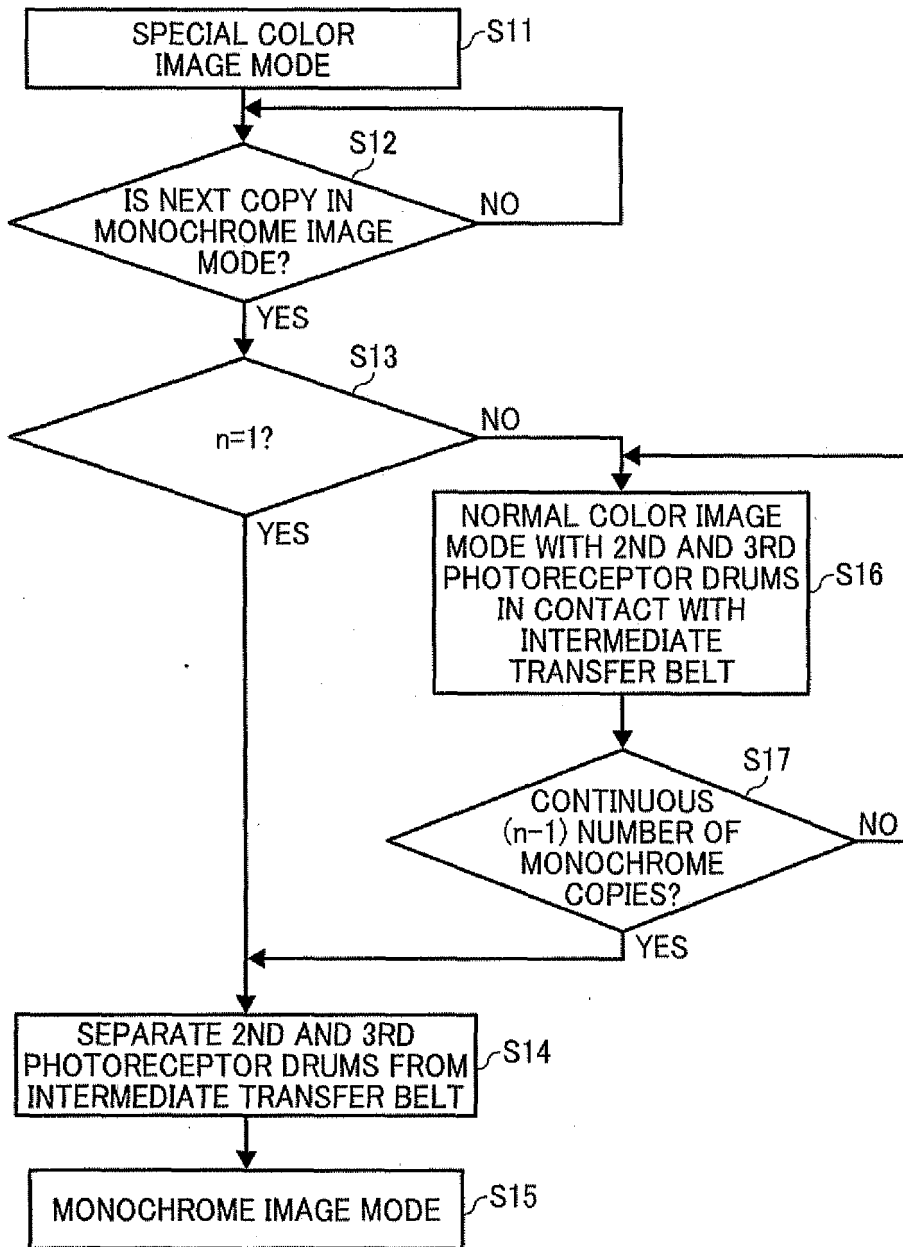 SPECIAL COLOR
IMAGE MODE
S11
S12
IS NEXT COPY IN
MONOCHROME IMAGE
MODE?
NO
YES
S13
n=1?
NO
YES
NORMAL COLOR IMAGE
MODE WITH 2ND AND 3RD
PHOTORECEPTOR DRUMS
IN CONTACT WITH
INTERMEDIATE
TRANSFER BELT
S16
S17
CONTINUOUS
(n-1) NUMBER OF
MONOCHROME
COPIES?
NO
YES
SEPARATE 2ND AND 3RD
PHOTORECEPTOR DRUMS FROM
INTERMEDIATE TRANSFER BELT
S14
MONOCHROME IMAGE MODE
S15